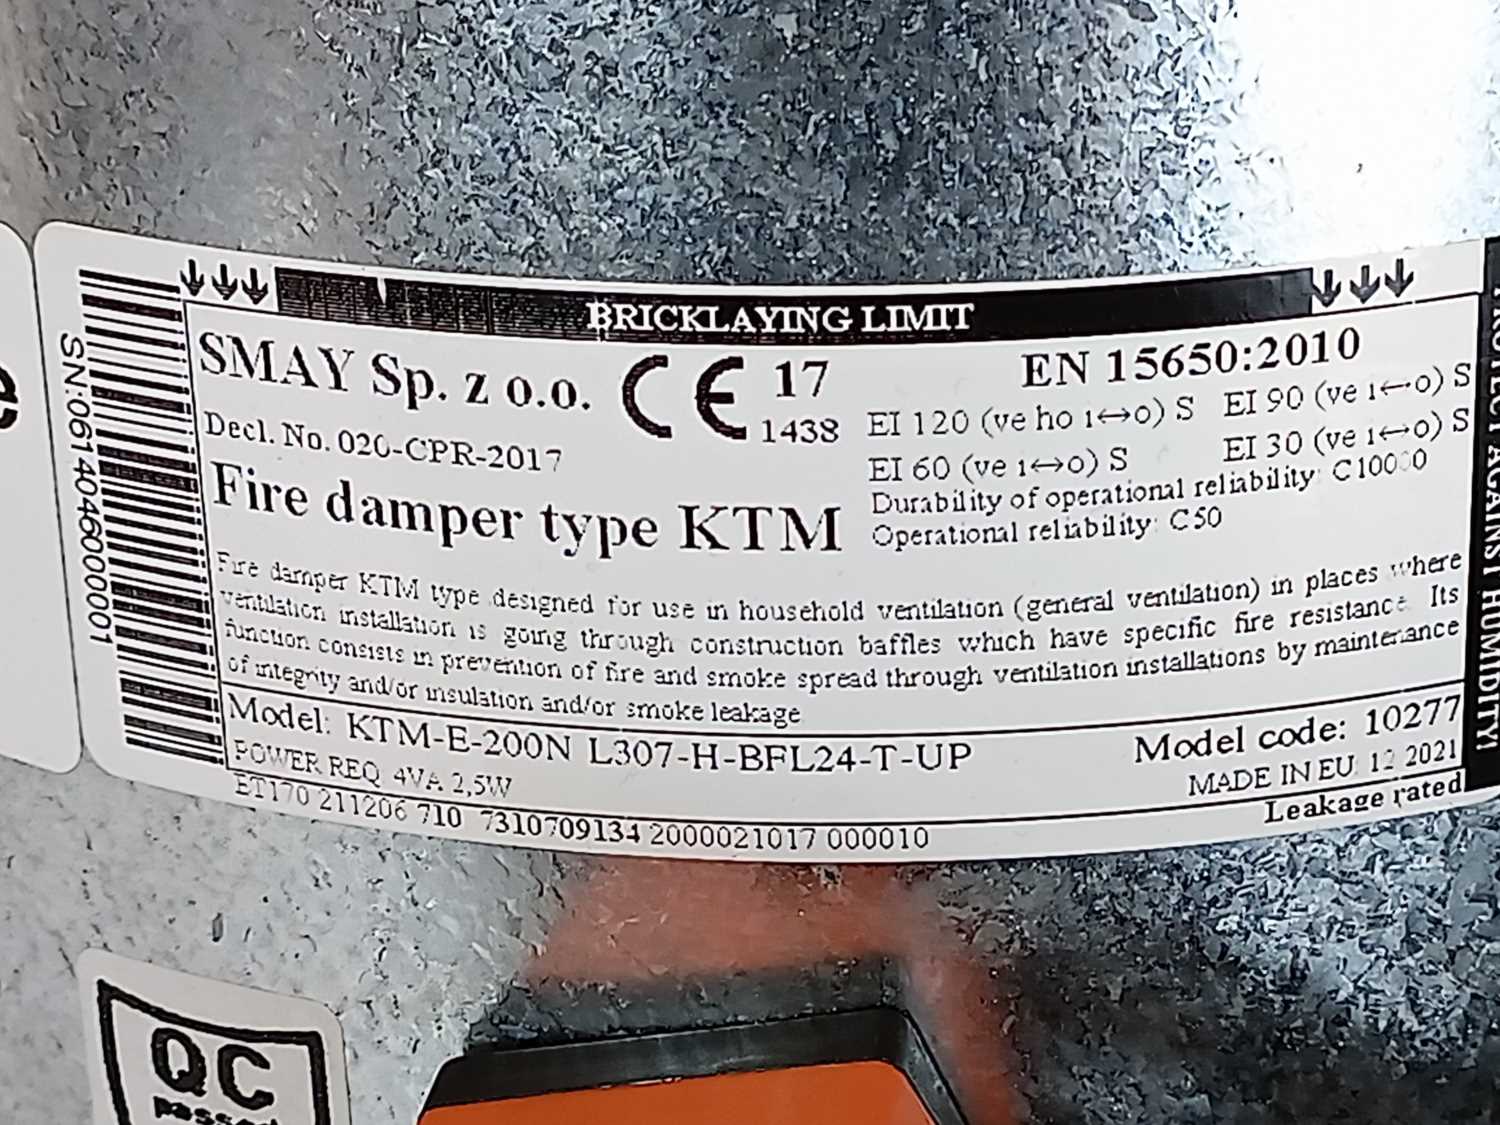 BRICKLAYING LIMIT
SMAY Sp. z o.o.
CE 17
1438
Decl. No. 020-CPR-2017
Fire damper type KTM
EN 15650:2010
EI 120 (ve ho i↔o) S EI 90 (ve i↔o) S
EI 60 (ve i↔o) S EI 30 (ve i↔o) S
Durability of operational reliability: C10000
Operational reliability: C50
Fire damper KTM type designed for use in household ventilation (general ventilation) in places where
ventilation installation is going through construction baffles which have specific fire resistance. Its
function consists in prevention of fire and smoke spread through ventilation installations by maintenance
of integrity and/or insulation and/or smoke leakage
Model: KTM-E-200N L307-H-BFL24-T-UP
Model code: 10277
POWER REQ. 4VA 2,5W
MADE IN EU 12 2021
ET170 211206 710 7310709134 2000021017 000010
Leakage rated
SN:06140460000001
PROTECT AGAINST HUMIDITY!
QC
passed